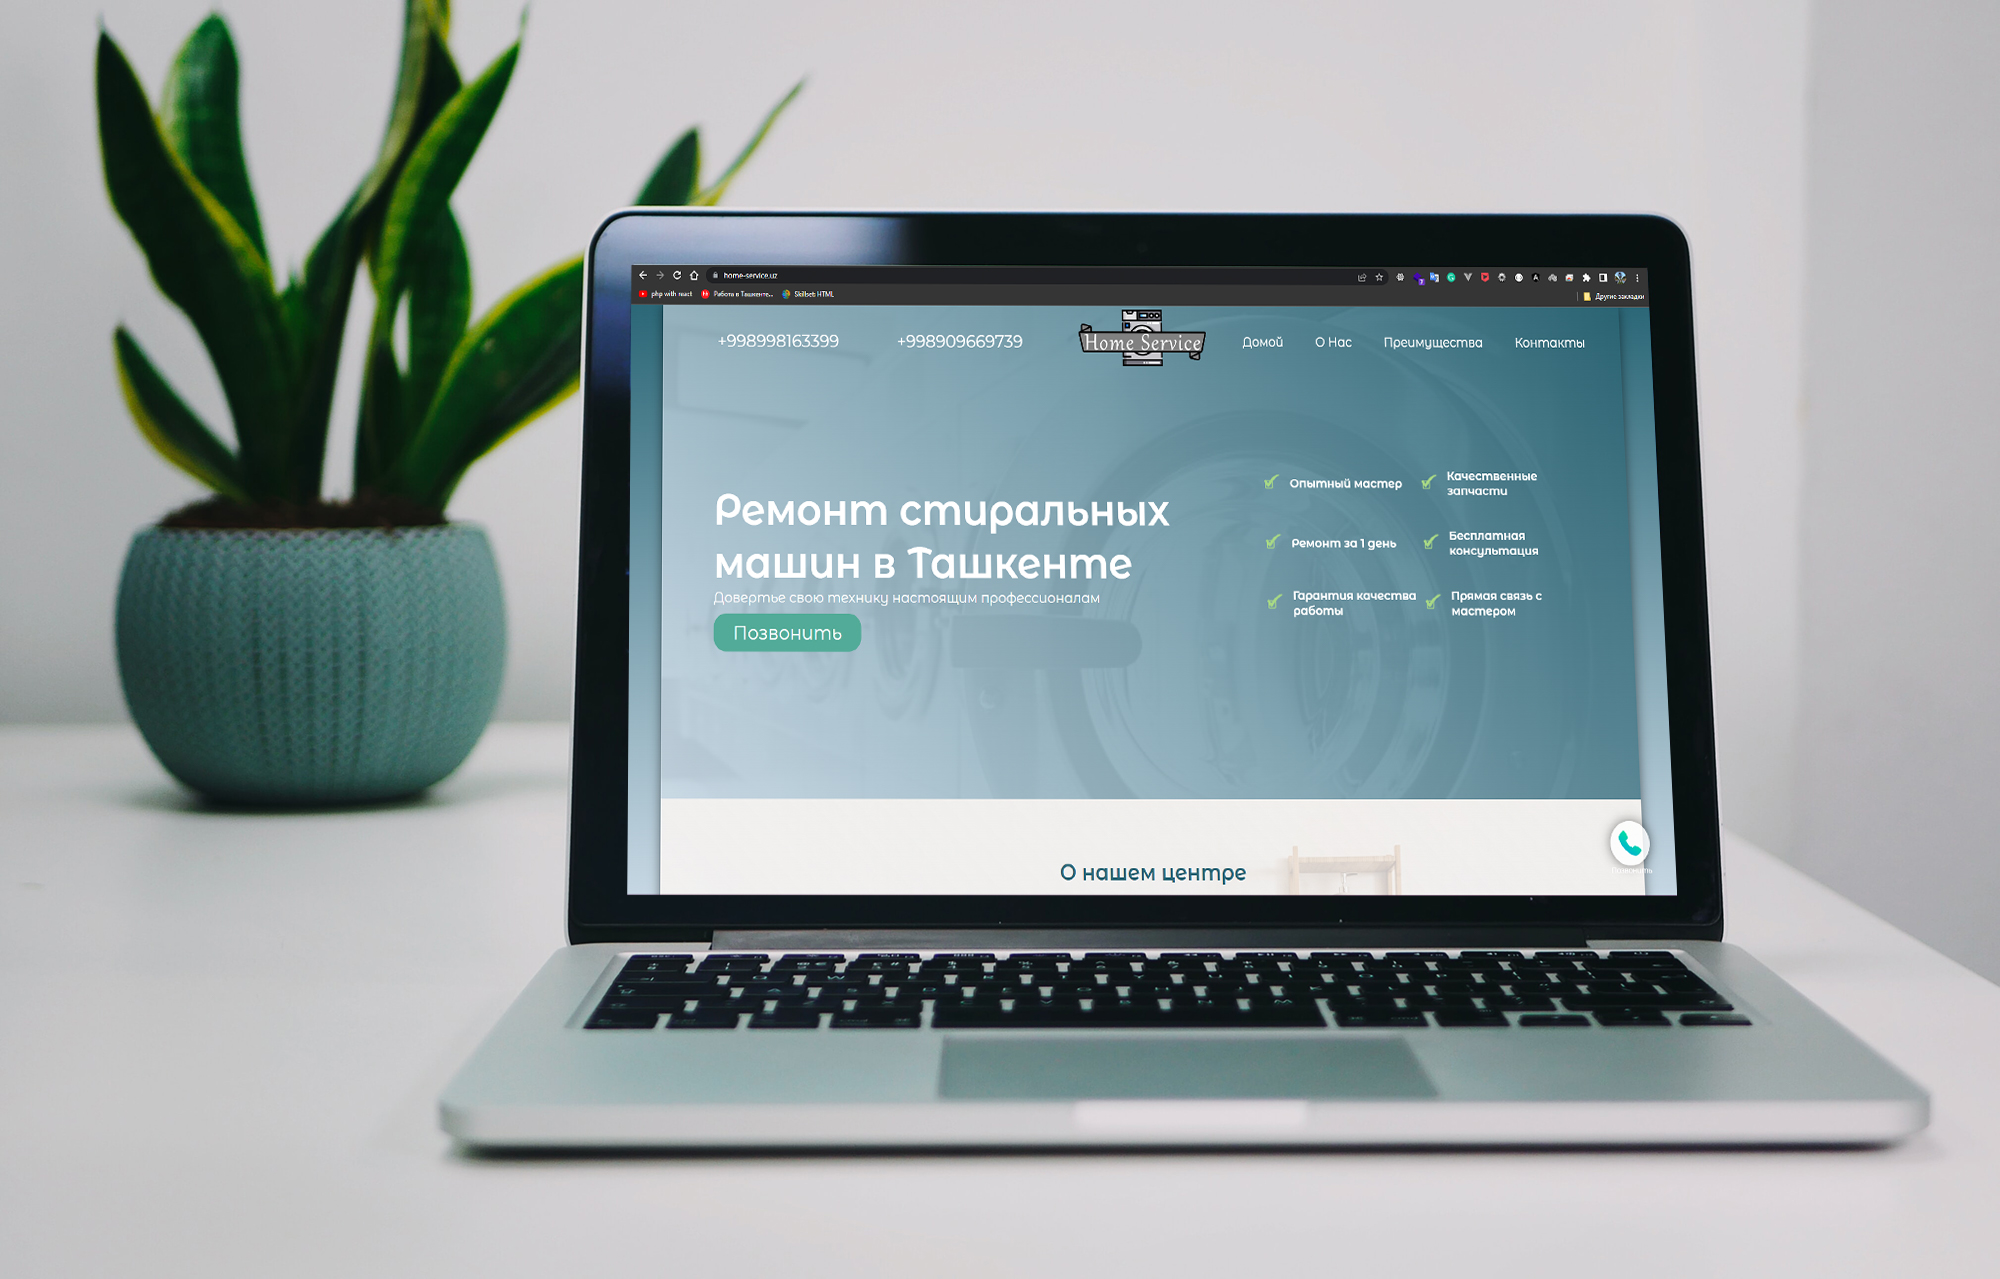 home-service.uz
php with react
Работа в Ташкенте...
Skillset: HTML
Другие закладки
+998998163399
+998909669739
Home Service
Домой
О Нас
Преимущества
Контакты
Ремонт стиральных
машин в Ташкенте
Довертье свою технику настоящим профессионалам
Позвонить
Опытный мастер
Качественные
запчасти
Ремонт за 1 день
Бесплатная
консультация
Гарантия качества
работы
Прямая связь с
мастером
О нашем центре
Позвонить